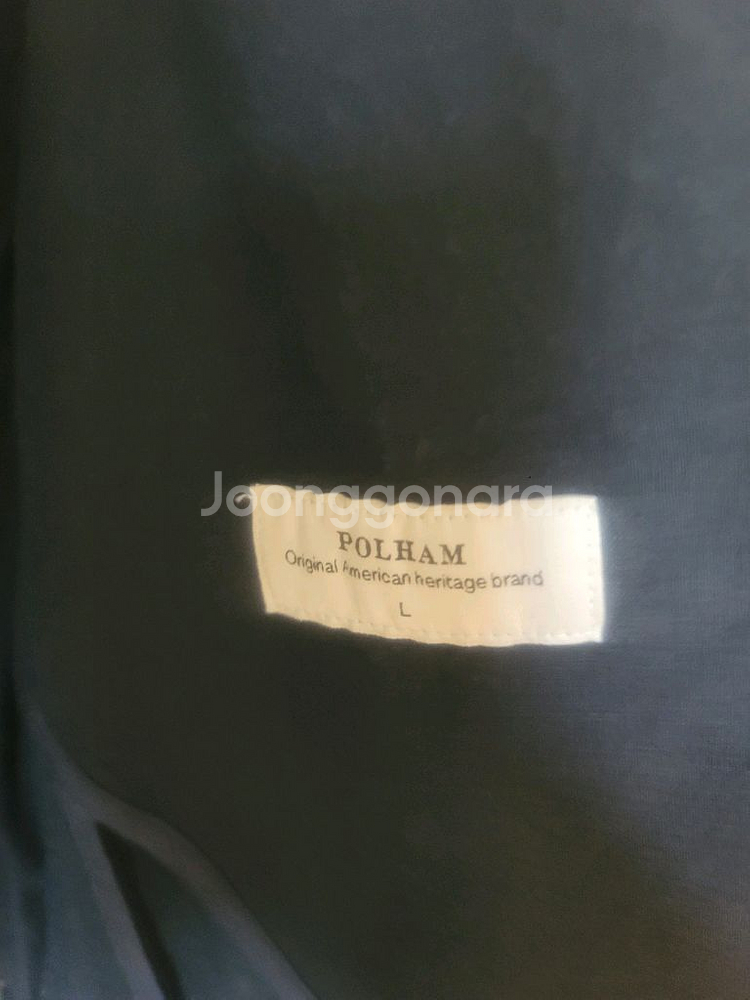 Joonggonara
POLHAM
Original American heritage brand
L